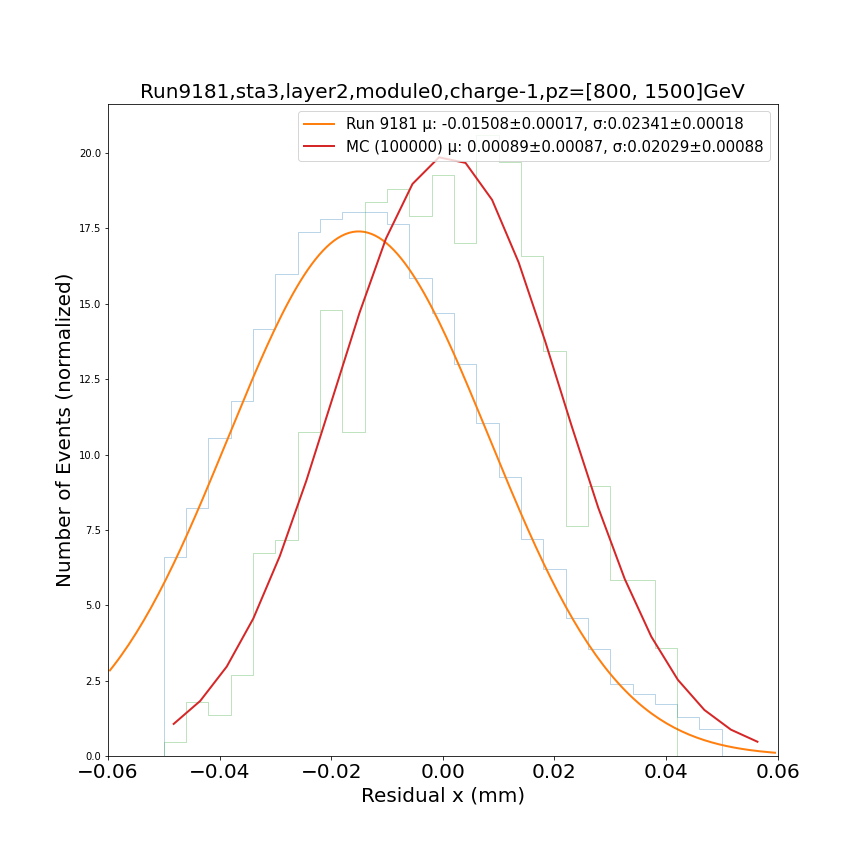 Run9181,sta3,layer2,module0,charge-1,pz=[800, 1500]GeV
Run 9181 μ: -0.01508±0.00017, σ:0.02341±0.00018
MC (100000) μ: 0.00089±0.00087, σ:0.02029±0.00088
Number of Events (normalized)
20.0
17.5
15.0
12.5
10.0
7.5
5.0
2.5
0.0
−0.06 −0.04 −0.02 0.00 0.02 0.04 0.06
Residual x (mm)